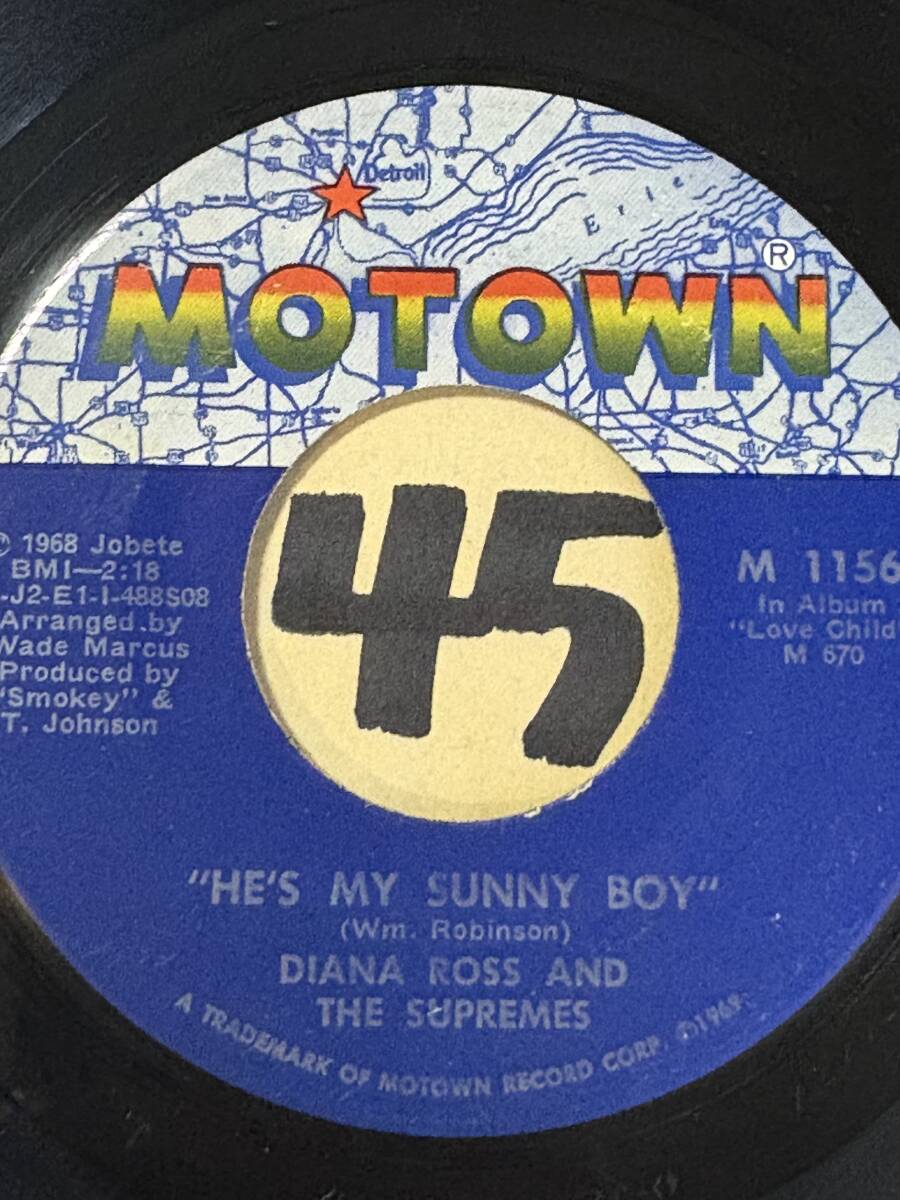 Detroit
Erie
MOTOWN®
45
℗ 1968 Jobete
BMI—2:18
-J2-E1-I-488S08
Arranged by
Wade Marcus
Produced by
"Smokey" &
T. Johnson
M 1156
In Album
"Love Child"
M 670
"HE'S MY SUNNY BOY"
(Wm. Robinson)
DIANA ROSS AND
THE SUPREMES
A TRADEMARK OF MOTOWN RECORD CORP. ℗1969